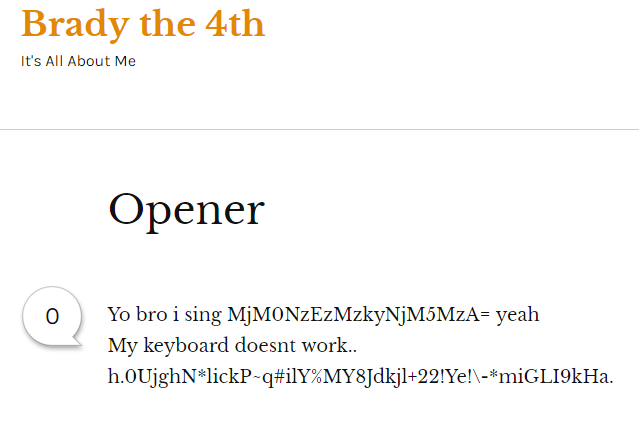 Brady the 4th
It's All About Me
Opener
0
Yo bro i sing MjM0NzEzMzkyNjM5MzA= yeah
My keyboard doesnt work..
h.0UjghN*lickP~q#ilY%MY8Jdkjl+22!Ye!\-*miGLI9kHa.